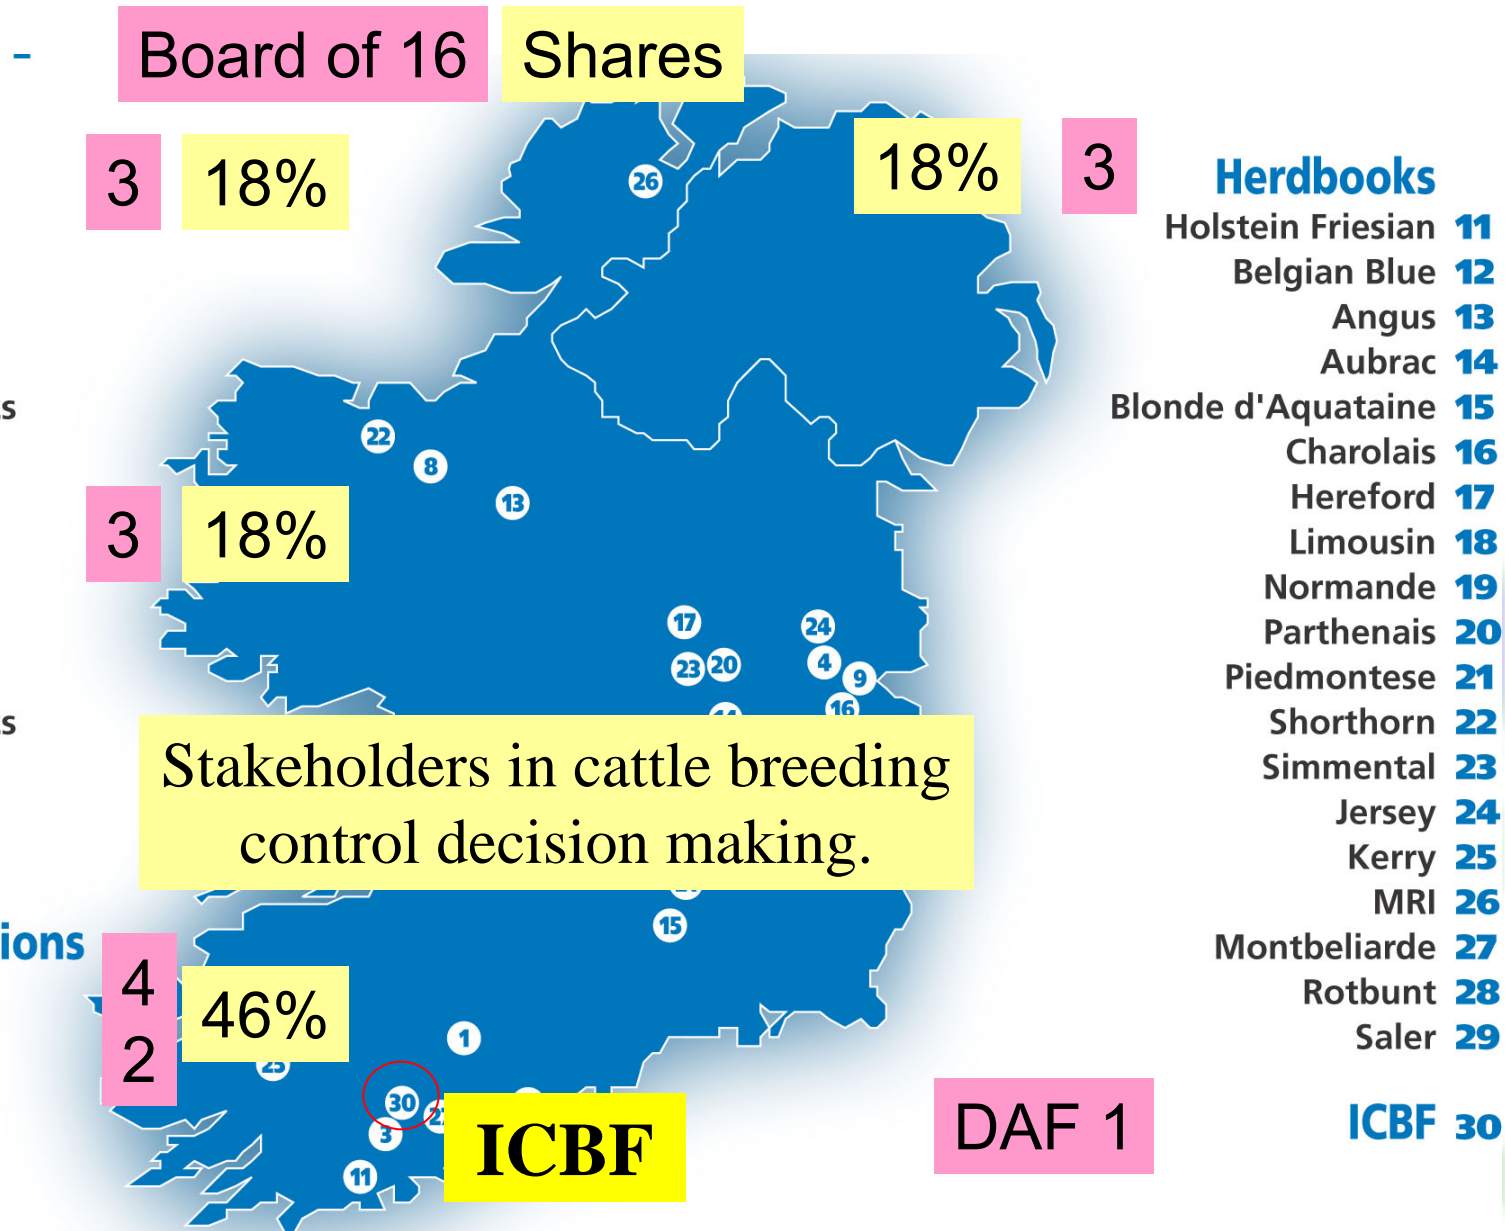 -
Board of 16
Shares
3
18%
18%
3
26
Herdbooks
Holstein Friesian 11
Belgian Blue 12
Angus 13
Aubrac 14
Blonde d'Aquataine 15
Charolais 16
Hereford 17
Limousin 18
Normande 19
Parthenais 20
Piedmontese 21
Shorthorn 22
Simmental 23
Jersey 24
Kerry 25
MRI 26
Montbeliarde 27
Rotbunt 28
Saler 29
ICBF 30
22
8
13
3
18%
17
24
23
20
4
9
16
Stakeholders in cattle breeding
control decision making.
15
ions
4
2
46%
1
25
30
27
3
11
ICBF
DAF 1